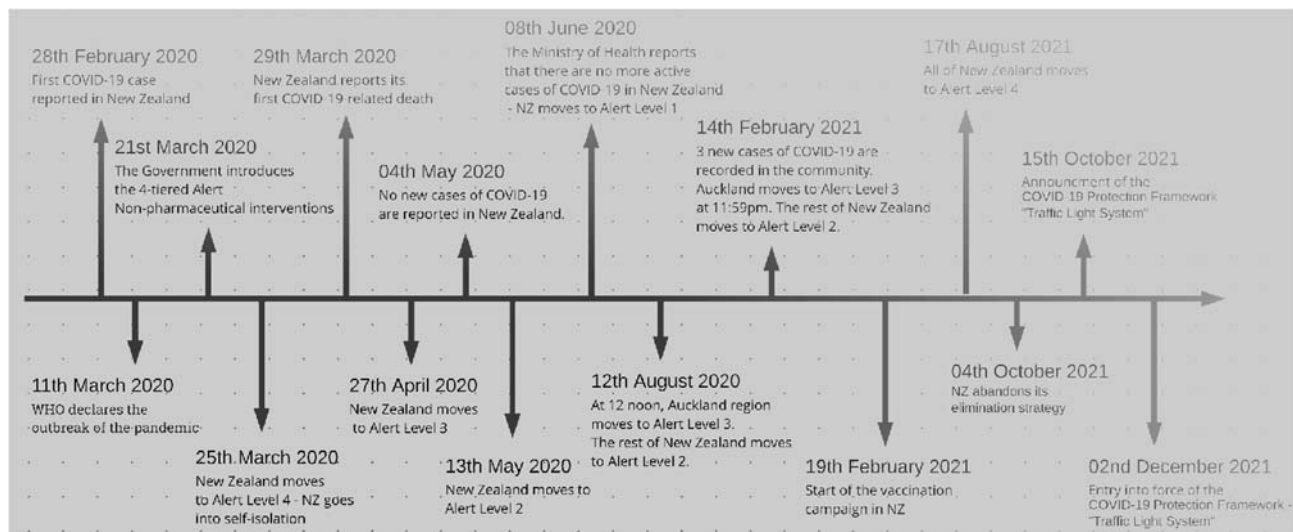 28th February 2020
First COVID-19 case
reported in New Zealand
11th March 2020
WHO declares the
outbreak of the pandemic
21st March 2020
The Government introduces
the 4-tiered Alert
Non-pharmaceutical interventions
25th March 2020
New Zealand moves
to Alert Level 4 - NZ goes
into self-isolation
29th March 2020
New Zealand reports its
first COVID-19-related death
27th April 2020
New Zealand moves
to Alert Level 3
04th May 2020
No new cases of COVID-19
are reported in New Zealand.
13th May 2020
New Zealand moves to
Alert Level 2
08th June 2020
The Ministry of Health reports
that there are no more active
cases of COVID-19 in New Zealand
- NZ moves to Alert Level 1
12th August 2020
At 12 noon, Auckland region
moves to Alert Level 3.
The rest of New Zealand moves
to Alert Level 2.
14th February 2021
3 new cases of COVID-19 are
recorded in the community.
Auckland moves to Alert Level 3
at 11:59pm. The rest of New Zealand
moves to Alert Level 2.
19th February 2021
Start of the vaccination
campaign in NZ
17th August 2021
All of New Zealand moves
to Alert Level 4
04th October 2021
NZ abandons its
elimination strategy
15th October 2021
Announcment of the
COVID-19 Protection Framework
"Traffic Light System"
02nd December 2021
Entry into force of the
COVID-19 Protection Framework -
"Traffic Light System"